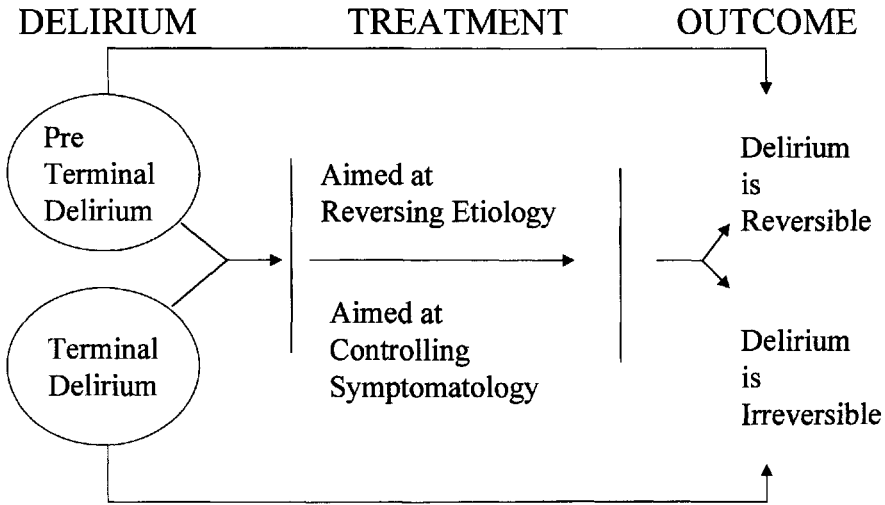 DELIRIUM TREATMENT OUTCOME
Pre
Terminal
Delirium
Terminal
Delirium
Aimed at
Reversing Etiology
Aimed at
Controlling
Symptomatology
Delirium
is
Reversible
Delirium
is
Irreversible